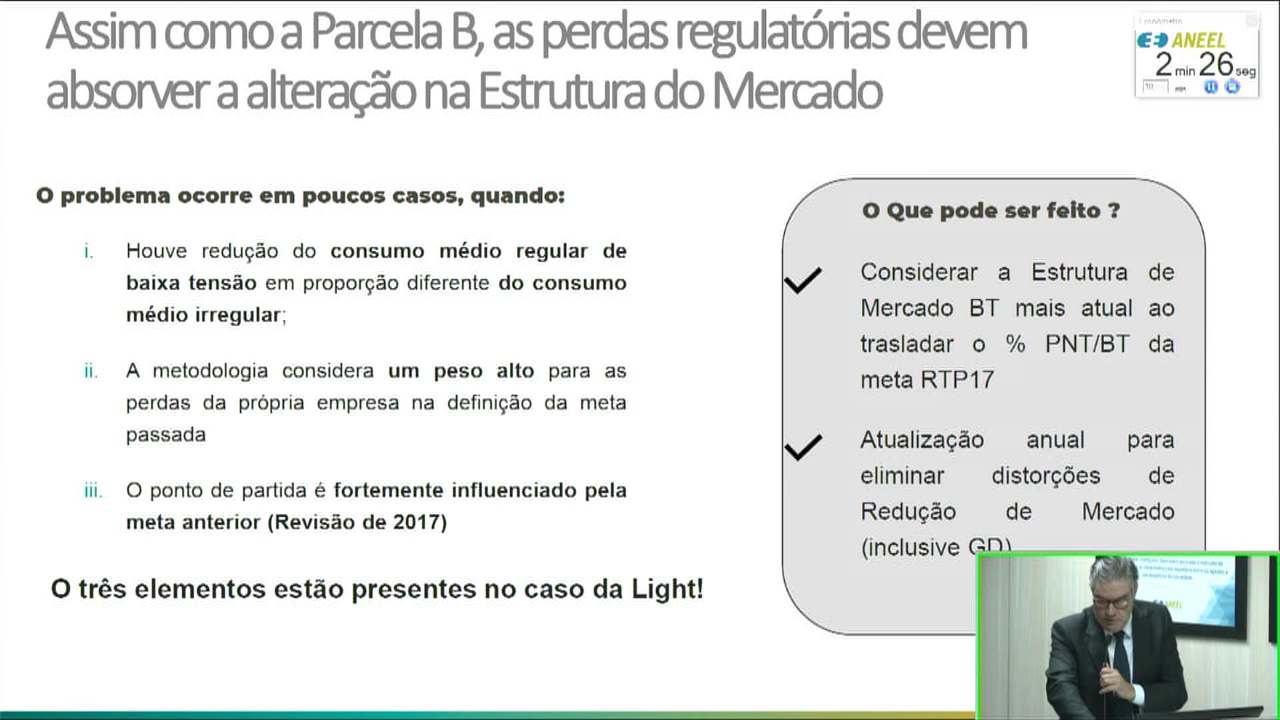 Assim como a Parcela B, as perdas regulatórias devem
absorver a alteração na Estrutura do Mercado
Cronômetro
ANEEL
2 min 26 seg
10 min
O problema ocorre em poucos casos, quando:
i. Houve redução do consumo médio regular de
baixa tensão em proporção diferente do consumo
médio irregular;
ii. A metodologia considera um peso alto para as
perdas da própria empresa na definição da meta
passada
iii. O ponto de partida é fortemente influenciado pela
meta anterior (Revisão de 2017)
O três elementos estão presentes no caso da Light!
O Que pode ser feito ?
Considerar a Estrutura de
Mercado BT mais atual ao
trasladar o % PNT/BT da
meta RTP17
Atualização anual para
eliminar distorções de
Redução de Mercado
(inclusive GD)
ANEEL